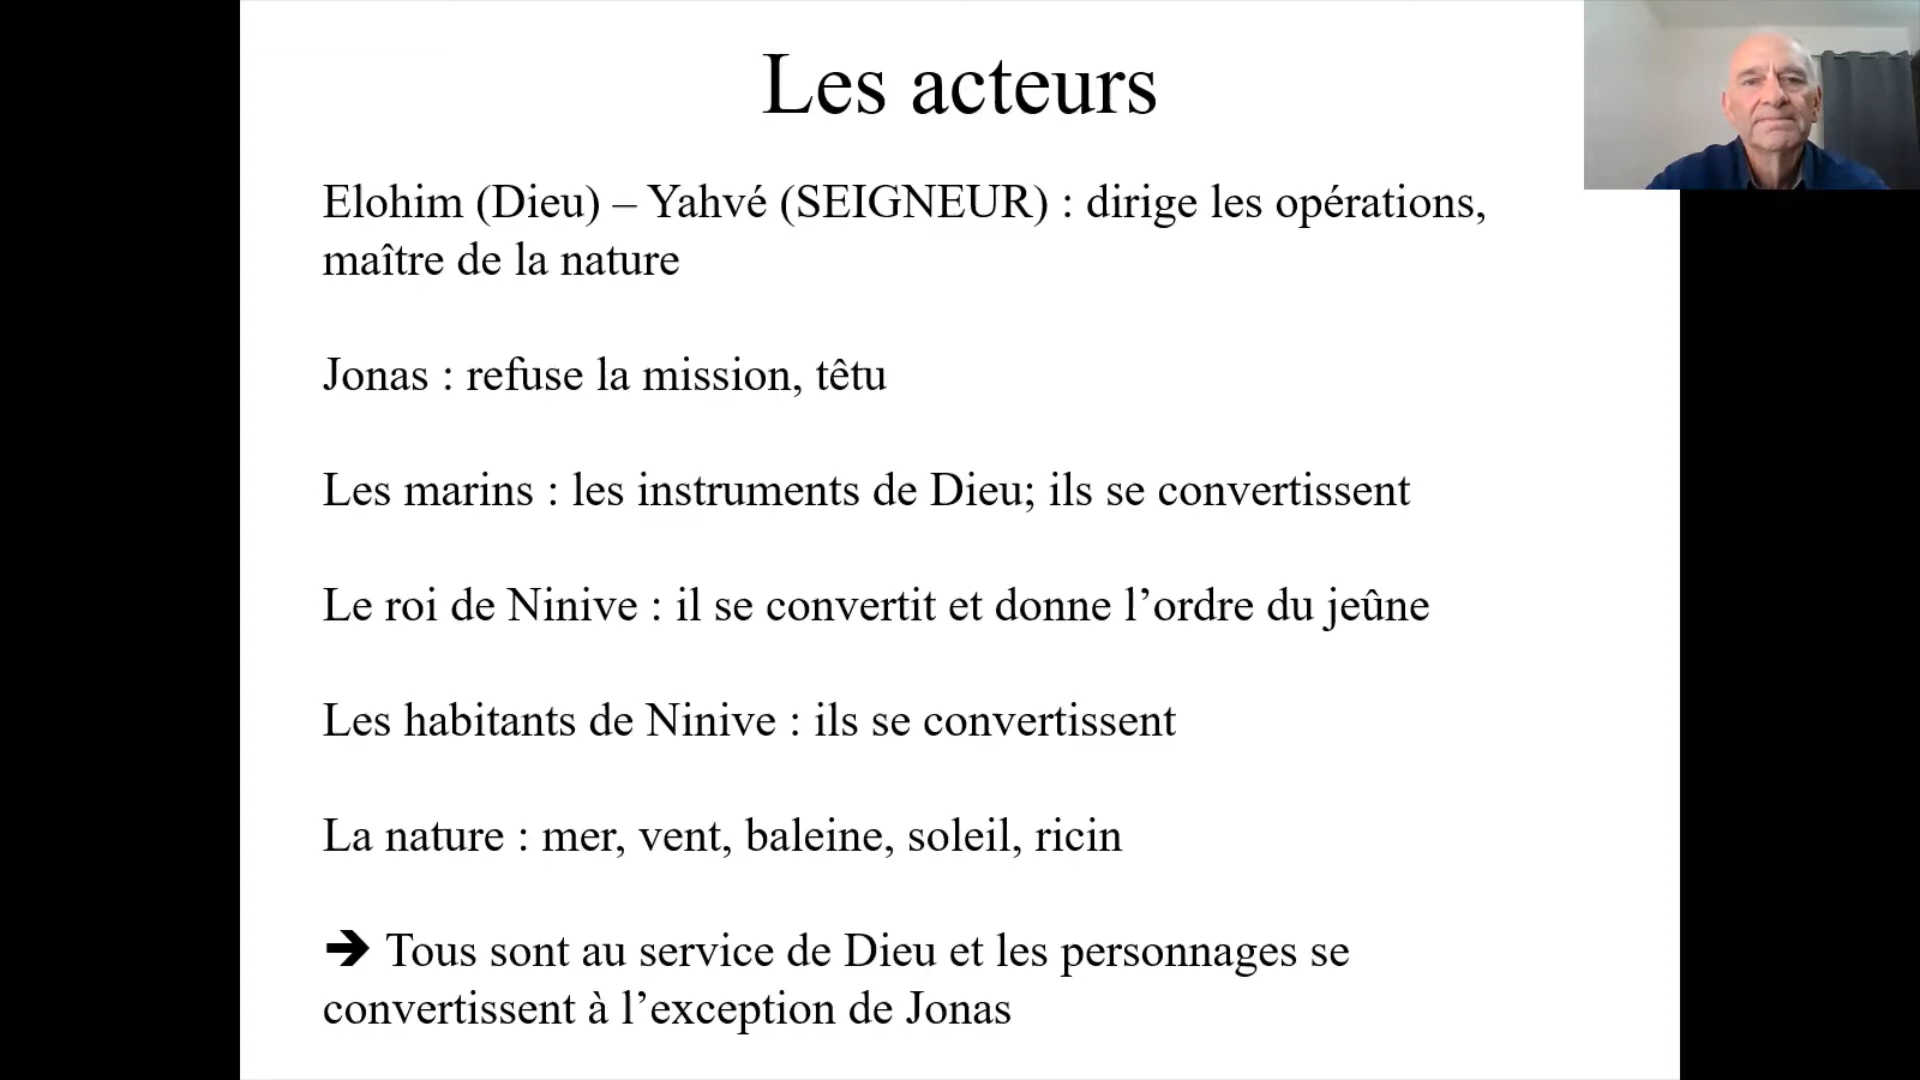 Les acteurs
Elohim (Dieu) – Yahvé (SEIGNEUR) : dirige les opérations,
maître de la nature
Jonas : refuse la mission, têtu
Les marins : les instruments de Dieu; ils se convertissent
Le roi de Ninive : il se convertit et donne l’ordre du jeûne
Les habitants de Ninive : ils se convertissent
La nature : mer, vent, baleine, soleil, ricin
➔ Tous sont au service de Dieu et les personnages se
convertissent à l’exception de Jonas